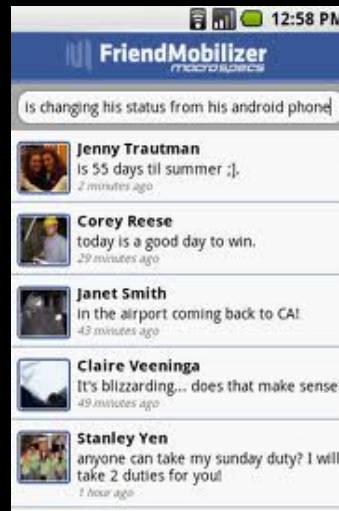 12:58 PM
FriendMobilizer
macrospecs
is changing his status from his android phone
Jenny Trautman
is 55 days til summer ;].
2 minutes ago
Corey Reese
today is a good day to win.
29 minutes ago
Janet Smith
in the airport coming back to CA!
43 minutes ago
Claire Veeninga
It's blizzarding... does that make sense
49 minutes ago
Stanley Yen
anyone can take my sunday duty? I will
take 2 duties for you!
1 hour ago